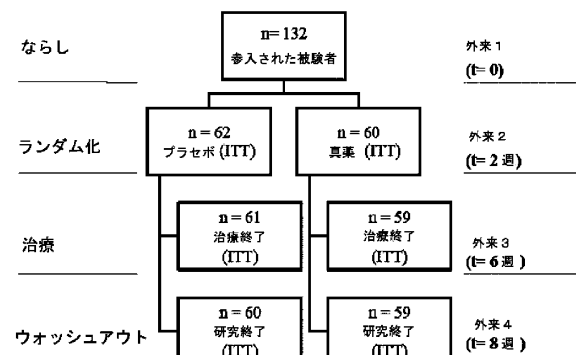 ならし
n= 132
参入された被験者
外来１
(t= 0)
ランダム化
n = 62
プラセボ (ITT)
n = 60
真薬 (ITT)
外来２
(t= 2 週)
治療
n = 61
治療終了
(ITT)
n = 59
治療終了
(ITT)
外来３
(t= 6 週 )
ウォッシュアウト
n = 60
研究終了
(ITT)
n = 59
研究終了
(ITT)
外来４
(t= 8 週 )